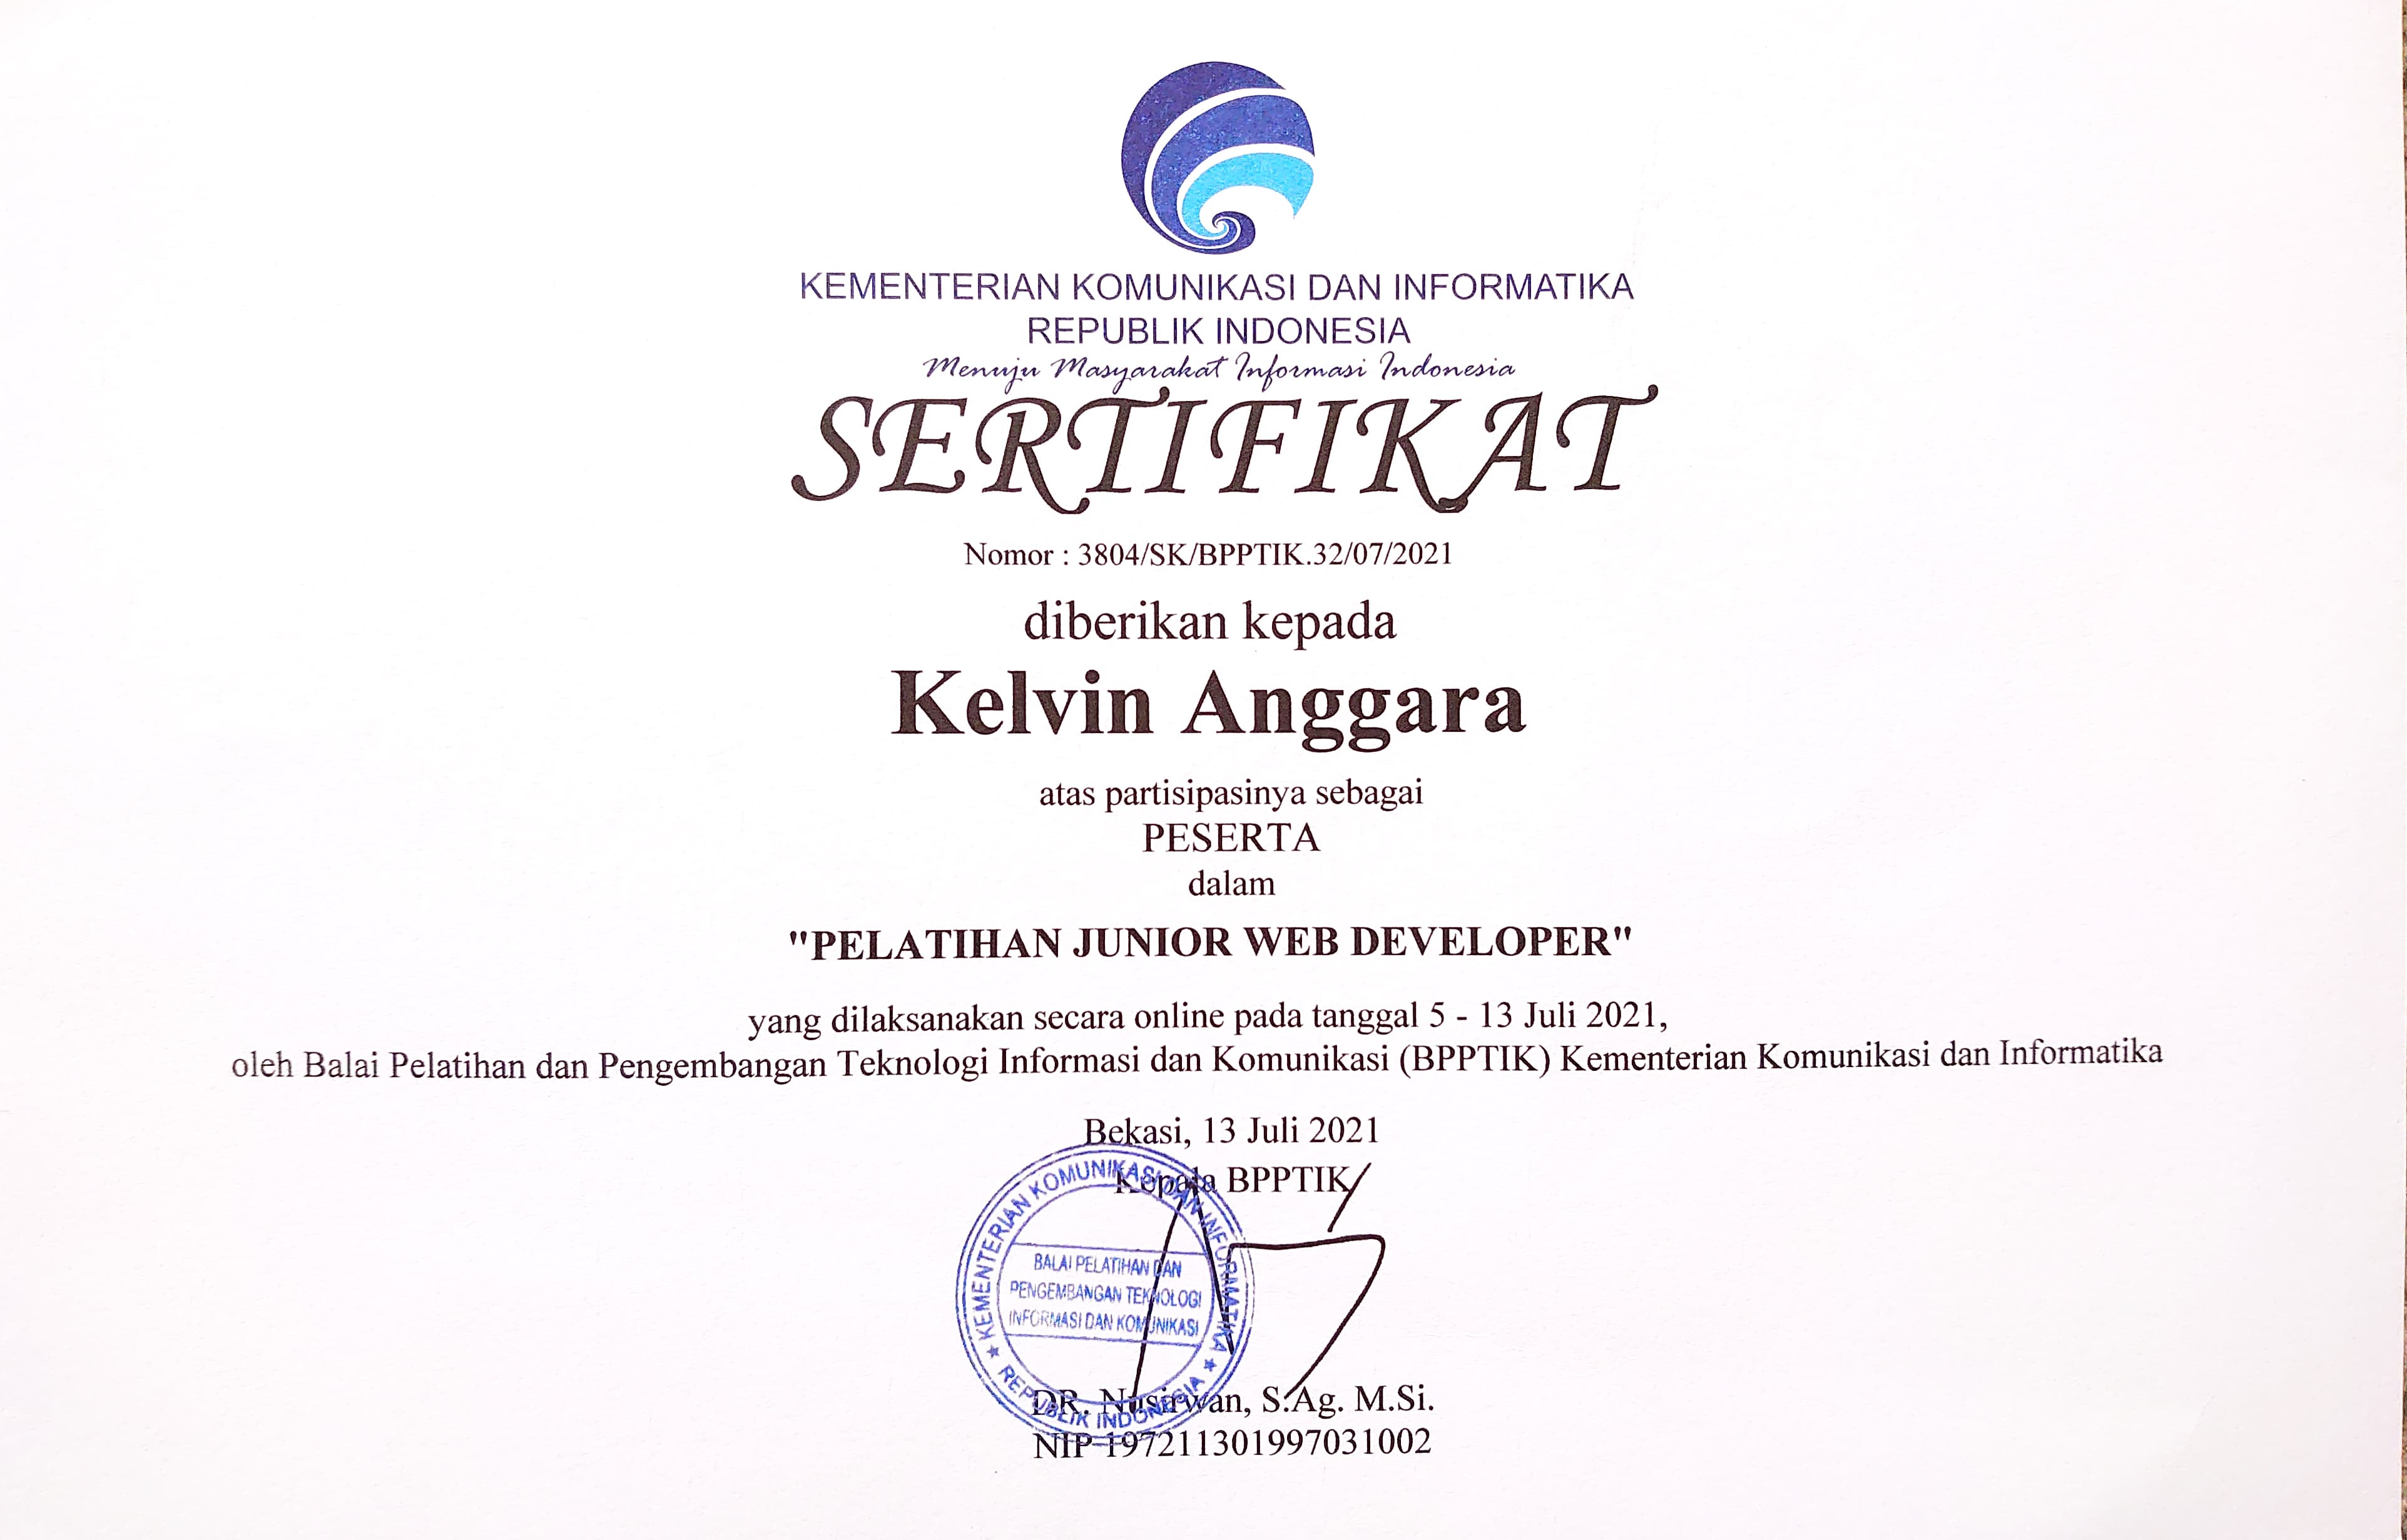 KEMENTERIAN KOMUNIKASI DAN INFORMATIKA
REPUBLIK INDONESIA
Menuju Masyarakat Informasi Indonesia
SERTIFIKAT
Nomor : 3804/SK/BPPTIK.32/07/2021
diberikan kepada
Kelvin Anggara
atas partisipasinya sebagai
PESERTA
dalam
"PELATIHAN JUNIOR WEB DEVELOPER"
yang dilaksanakan secara online pada tanggal 5 - 13 Juli 2021,
oleh Balai Pelatihan dan Pengembangan Teknologi Informasi dan Komunikasi (BPPTIK) Kementerian Komunikasi dan Informatika
Bekasi, 13 Juli 2021
Kepala BPPTIK
KEMENTERIAN KOMUNIKASI DAN INFORMATIKA
BALAI PELATIHAN DAN
PENGEMBANGAN TEKNOLOGI
INFORMASI DAN KOMUNIKASI
★ REPUBLIK INDONESIA ★
DR. Nusirwan, S.Ag. M.Si.
NIP 197211301997031002